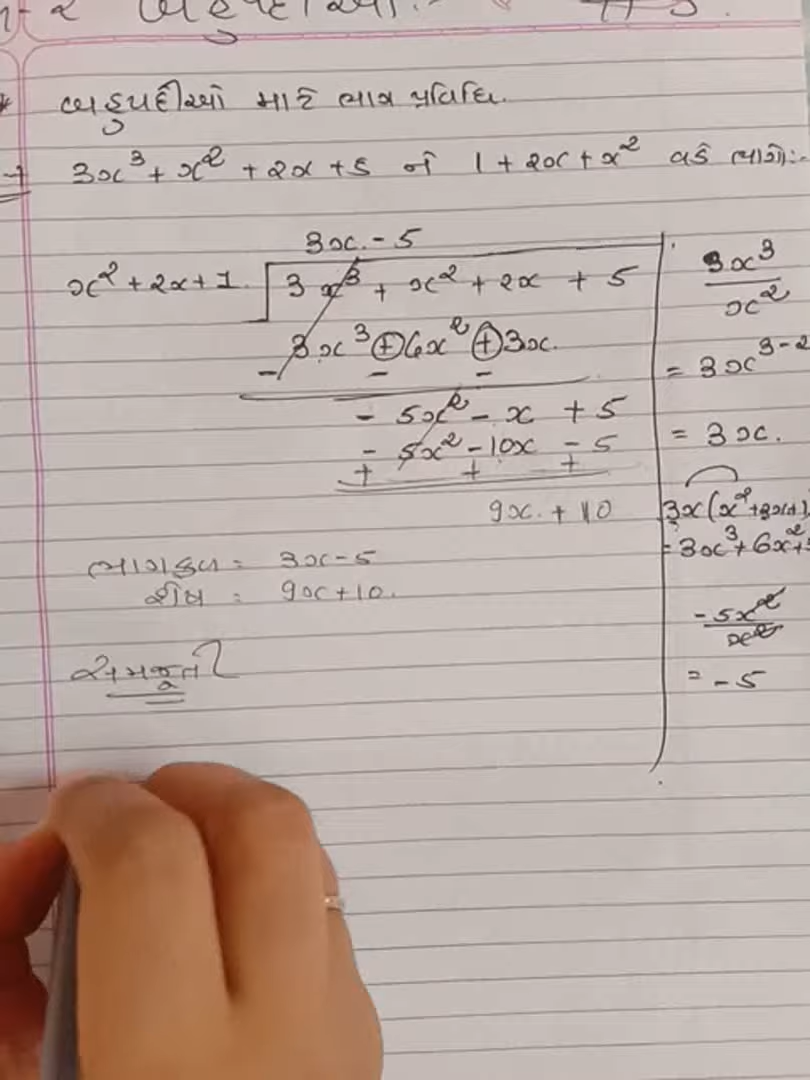 બહુપદીઓ માટે ભાગ પ્રવિધિ.
3x³ + x² + 2x + 5 ને 1 + 2x + x² વડે ભાગો:-
3x - 5
x² + 2x + 1 3x³ + x² + 2x + 5
3x³ + 6x² + 3x
- - -
- 5x² - x + 5
- 5x² - 10x - 5
+ + +
9x + 10
ભાગફળ = 3x - 5
શેષ = 9x + 10.
સમજૂતી
3x³
x²
= 3x³⁻²
= 3x.
3x(x²+2x+1)
= 3x³ + 6x² +
-5x²
x²
= -5